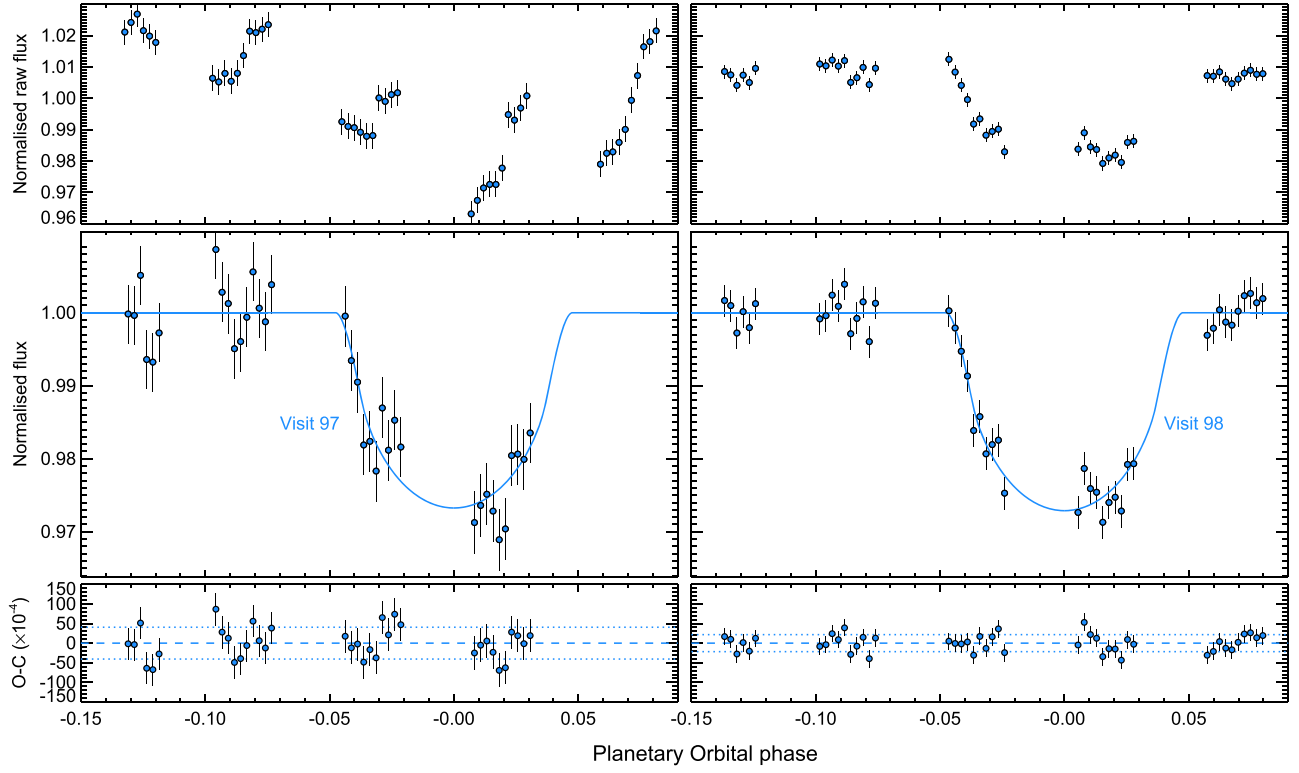 Normalised raw flux
1.02
1.01
1.00
0.99
0.98
0.97
0.96
Normalised flux
1.00
0.99
0.98
0.97
Visit 97
Visit 98
O-C (×10⁻⁴)
150
100
50
0
-50
-100
150
-0.15 -0.10 -0.05 -0.00 0.05 -0.15 -0.10 -0.05 -0.00 0.05
Planetary Orbital phase